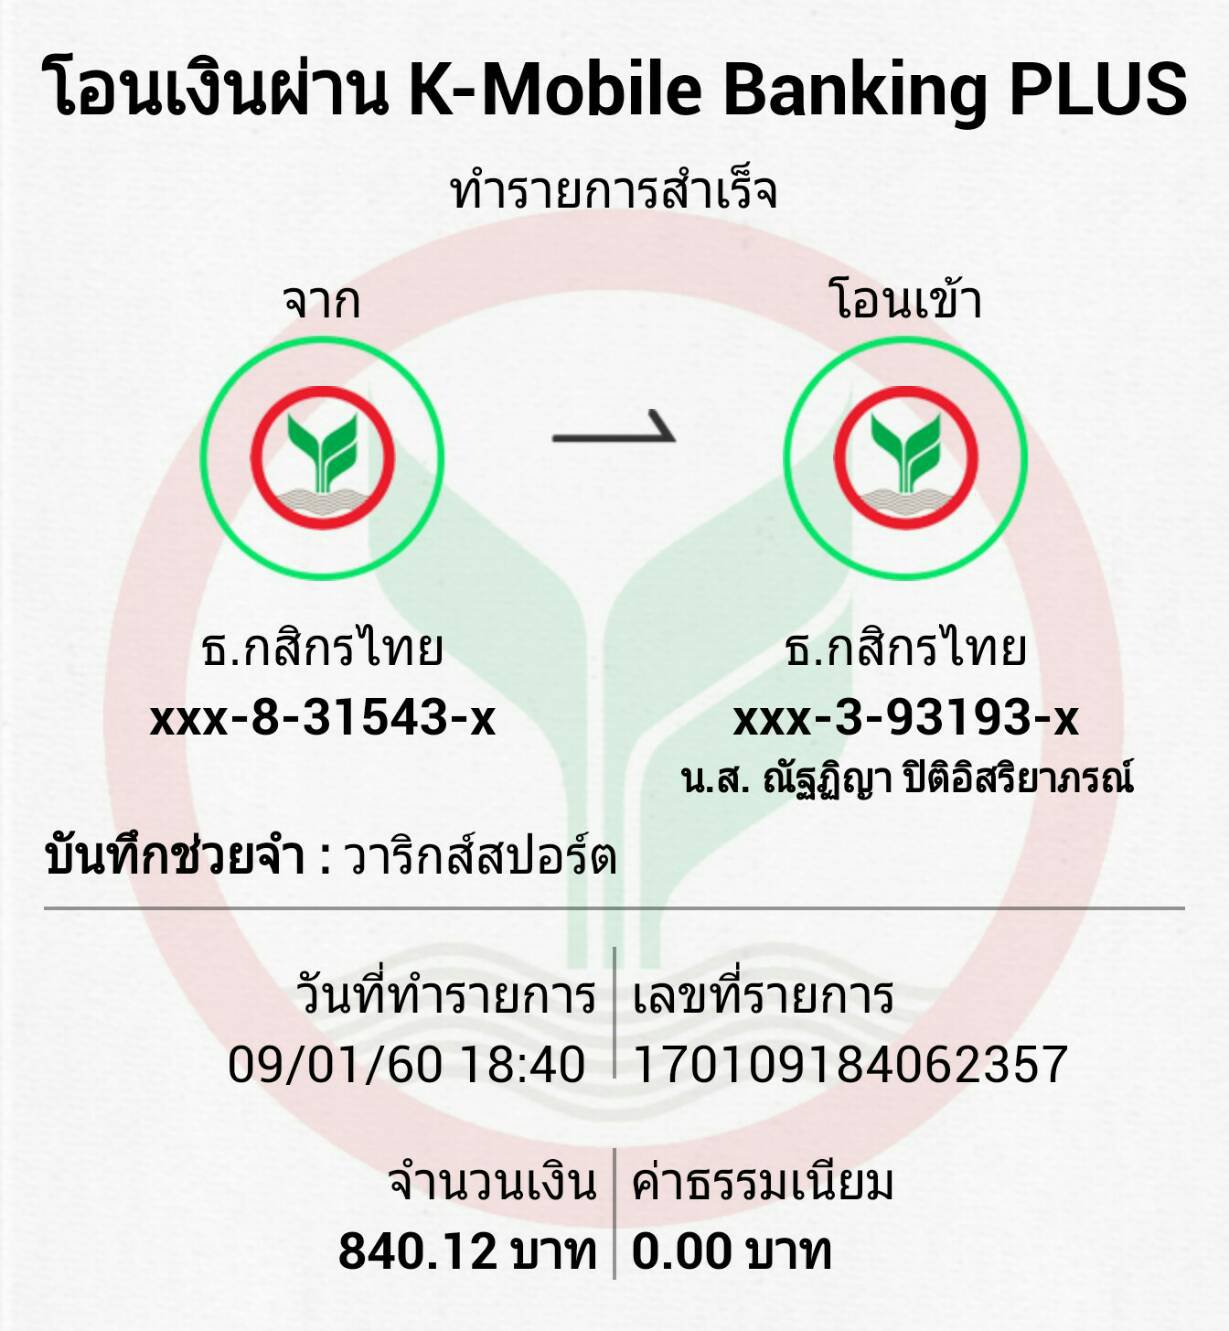 โอนเงินผ่าน K-Mobile Banking PLUS
ทำรายการสำเร็จ
จาก
โอนเข้า
ธ.กสิกรไทย
xxx-8-31543-x
ธ.กสิกรไทย
xxx-3-93193-x
น.ส. ณัฐฏิญา ปิติอิสริยาภรณ์
บันทึกช่วยจำ : วาริกส์สปอร์ต
วันที่ทำรายการ
09/01/60 18:40
เลขที่รายการ
170109184062357
จำนวนเงิน
840.12 บาท
ค่าธรรมเนียม
0.00 บาท